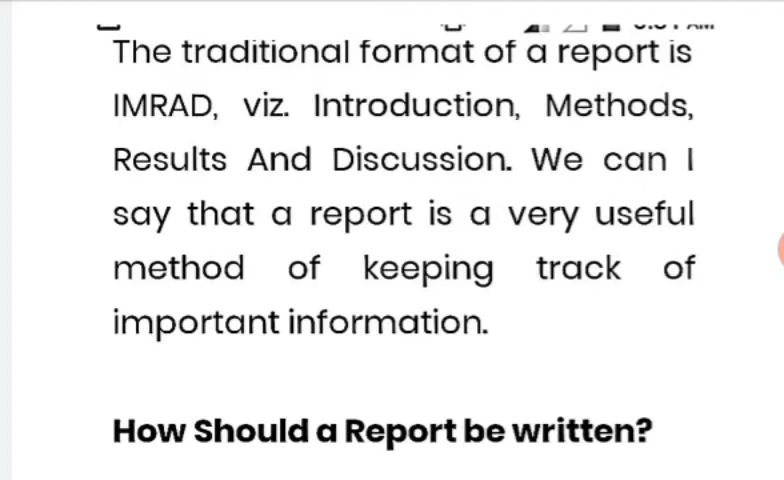 The traditional format of a report is
IMRAD, viz. Introduction, Methods,
Results And Discussion. We can I
say that a report is a very useful
method of keeping track of
important information.
How Should a Report be written?